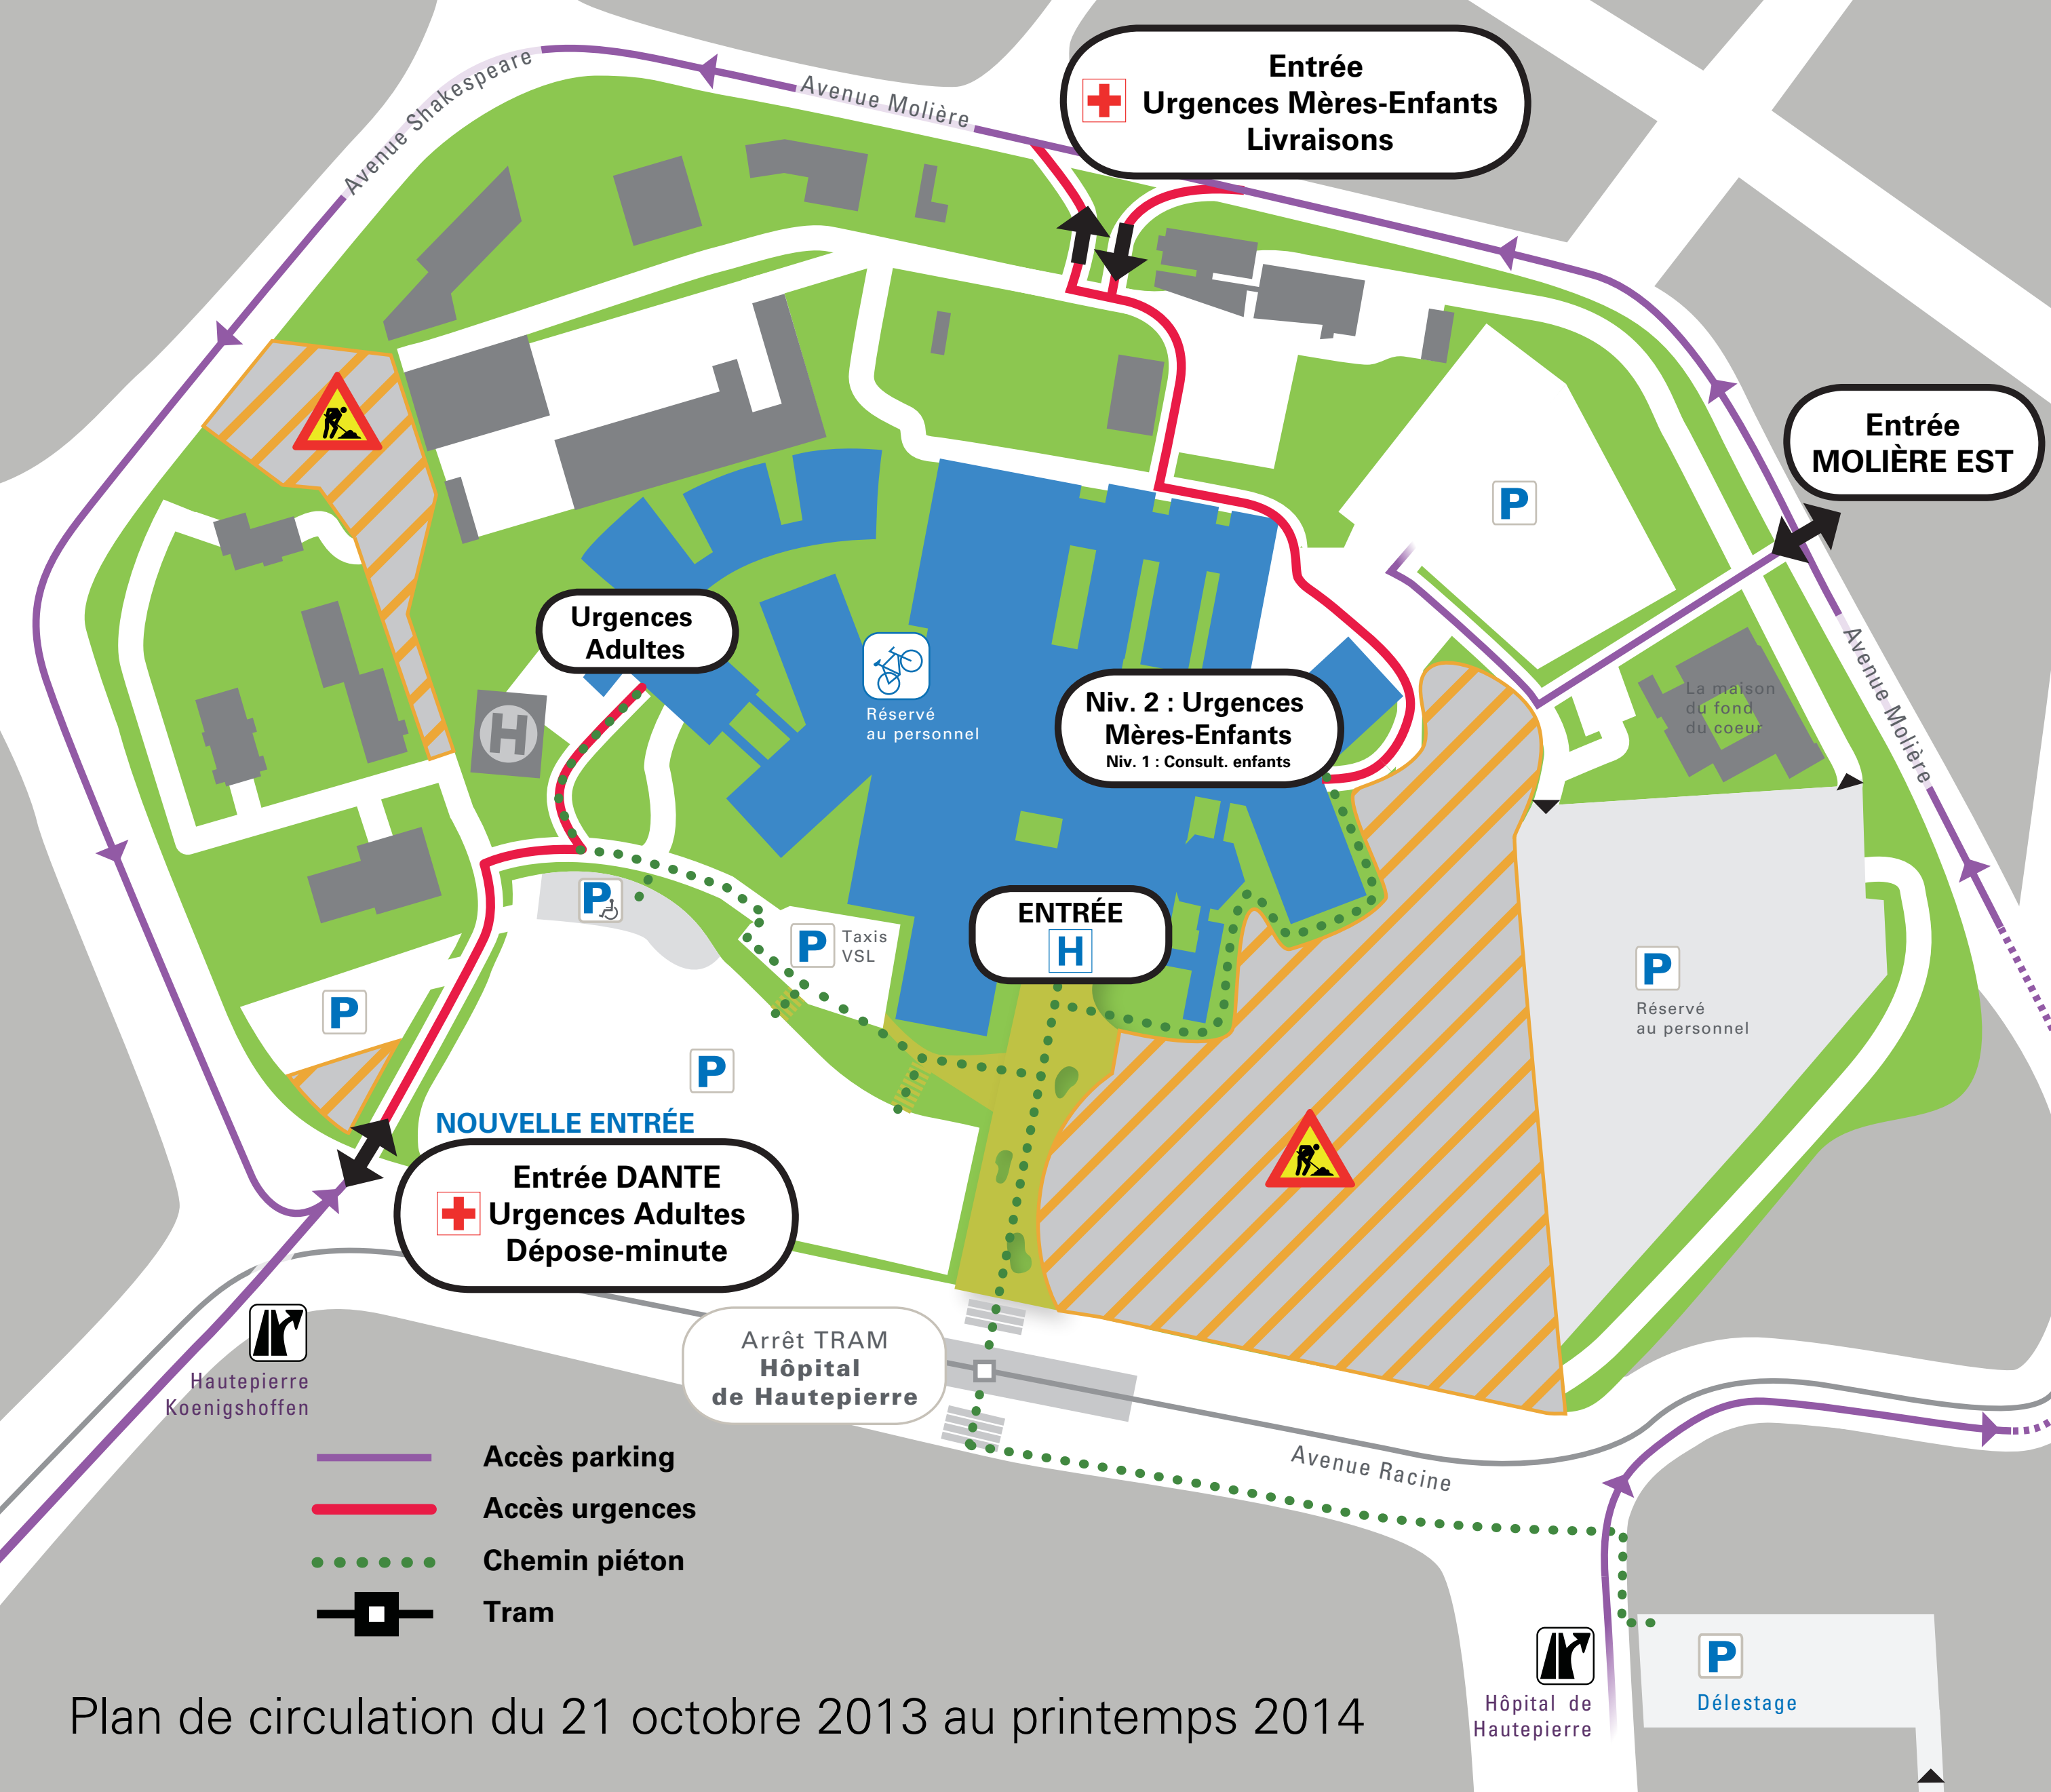 Entrée
Urgences Mères-Enfants
Livraisons
Avenue Shakespeare
Avenue Molière
Entrée
MOLIÈRE EST
P
Urgences
Adultes
Réservé
au personnel
H
Niv. 2 : Urgences
Mères-Enfants
Niv. 1 : Consult. enfants
La maison
du fond
du coeur
Avenue Molière
P
P
Taxis
VSL
ENTRÉE
H
P
Réservé
au personnel
P
P
NOUVELLE ENTRÉE
Entrée DANTE
Urgences Adultes
Dépose-minute
Arrêt TRAM
Hôpital
de Hautepierre
Hautepierre
Koenigshoffen
Avenue Racine
Accès parking
Accès urgences
Chemin piéton
Tram
P
Délestage
Hôpital de
Hautepierre
Plan de circulation du 21 octobre 2013 au printemps 2014